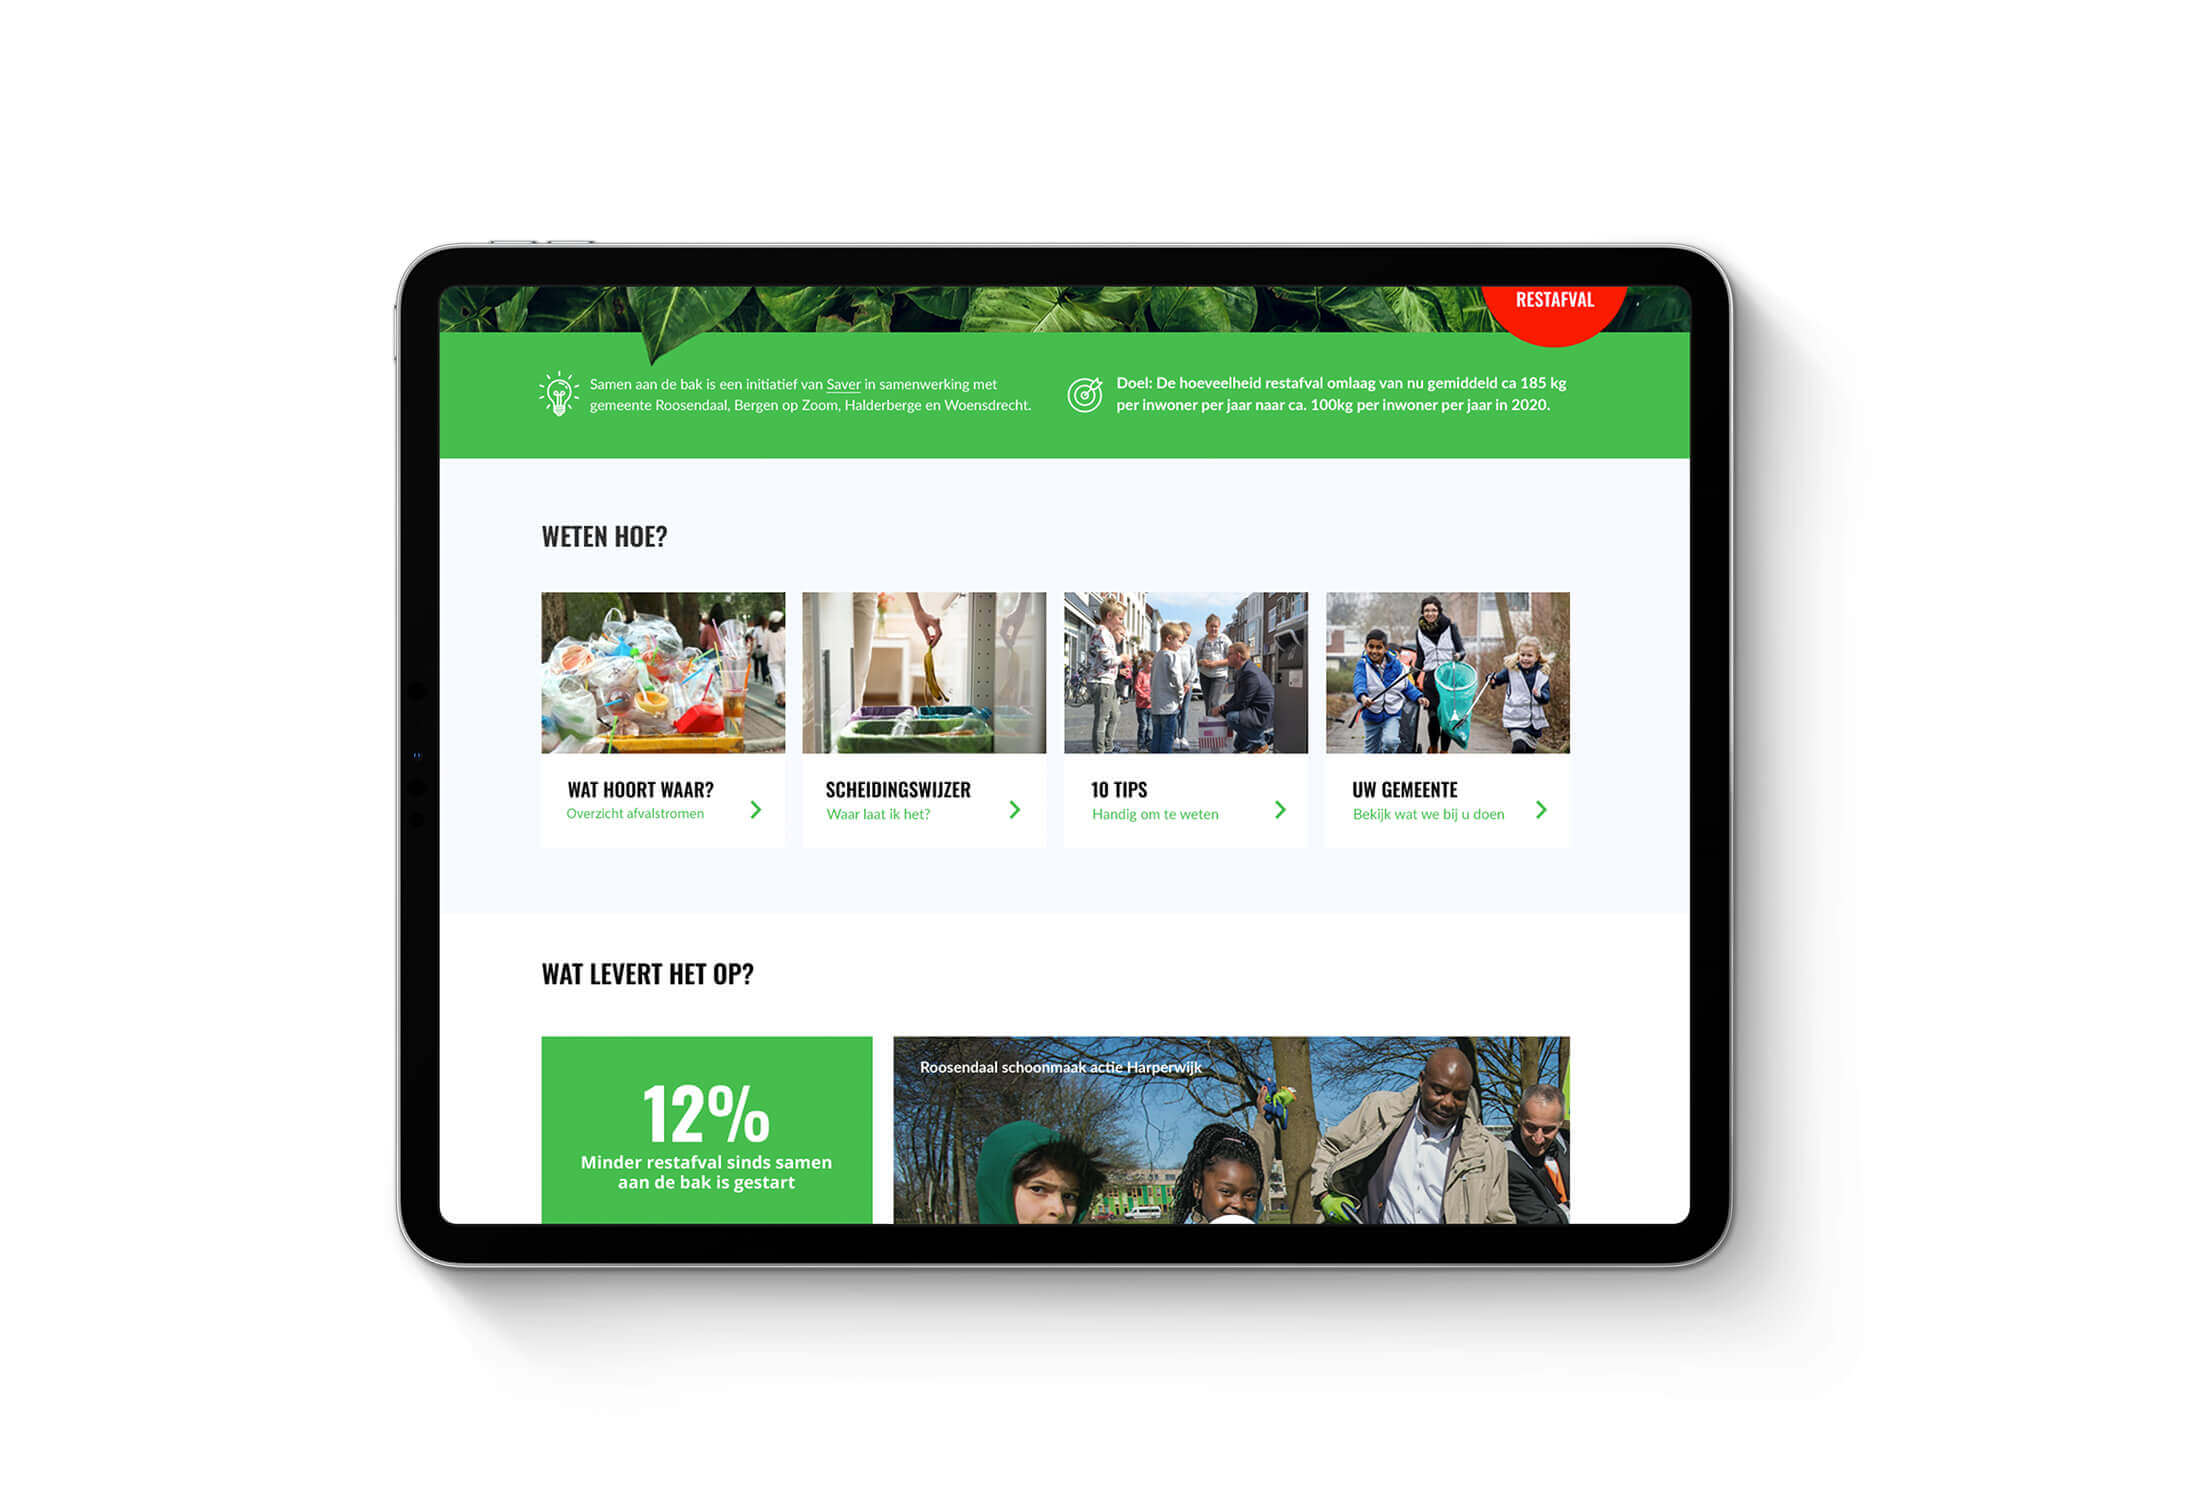 RESTAFVAL
Samen aan de bak is een initiatief van Saver in samenwerking met
gemeente Roosendaal, Bergen op Zoom, Halderberge en Woensdrecht.
Doel: De hoeveelheid restafval omlaag van nu gemiddeld ca 185 kg
per inwoner per jaar naar ca. 100kg per inwoner per jaar in 2020.
WETEN HOE?
WAT HOORT WAAR?
Overzicht afvalstromen
SCHEIDINGSWIJZER
Waar laat ik het?
10 TIPS
Handig om te weten
UW GEMEENTE
Bekijk wat we bij u doen
WAT LEVERT HET OP?
12%
Minder restafval sinds samen
aan de bak is gestart
Roosendaal schoonmaak actie Harperwijk